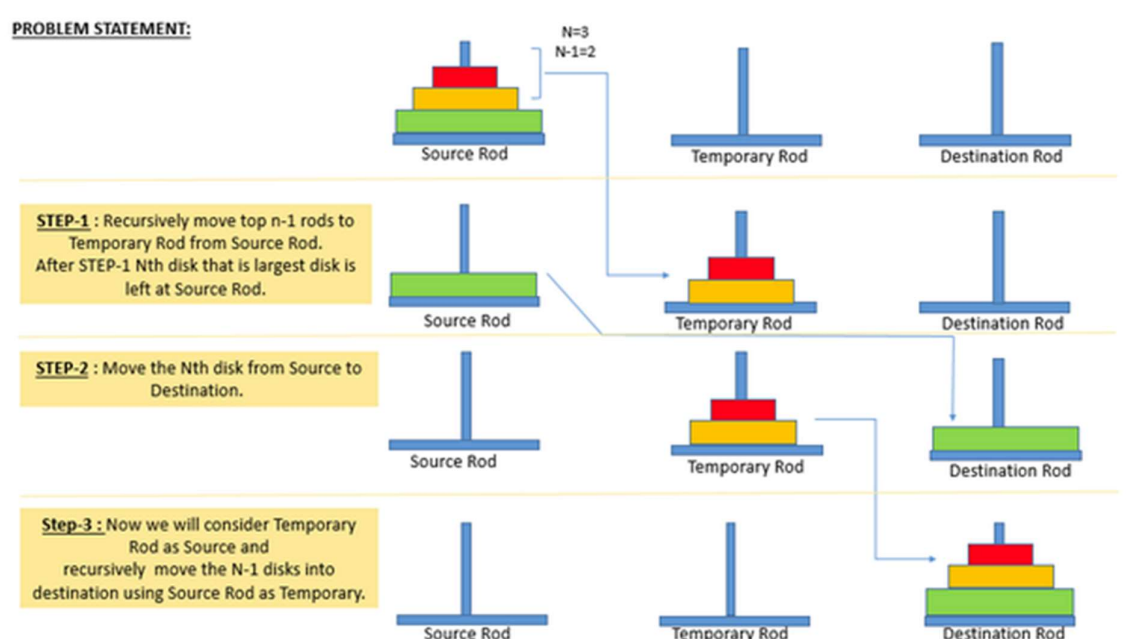 PROBLEM STATEMENT:
N=3
N-1=2
Source Rod
Temporary Rod
Destination Rod
STEP-1 : Recursively move top n-1 rods to
Temporary Rod from Source Rod.
After STEP-1 Nth disk that is largest disk is
left at Source Rod.
Source Rod
Temporary Rod
Destination Rod
STEP-2 : Move the Nth disk from Source to
Destination.
Source Rod
Temporary Rod
Destination Rod
Step-3 : Now we will consider Temporary
Rod as Source and
recursively move the N-1 disks into
destination using Source Rod as Temporary.
Source Rod
Temporary Rod
Destination Rod